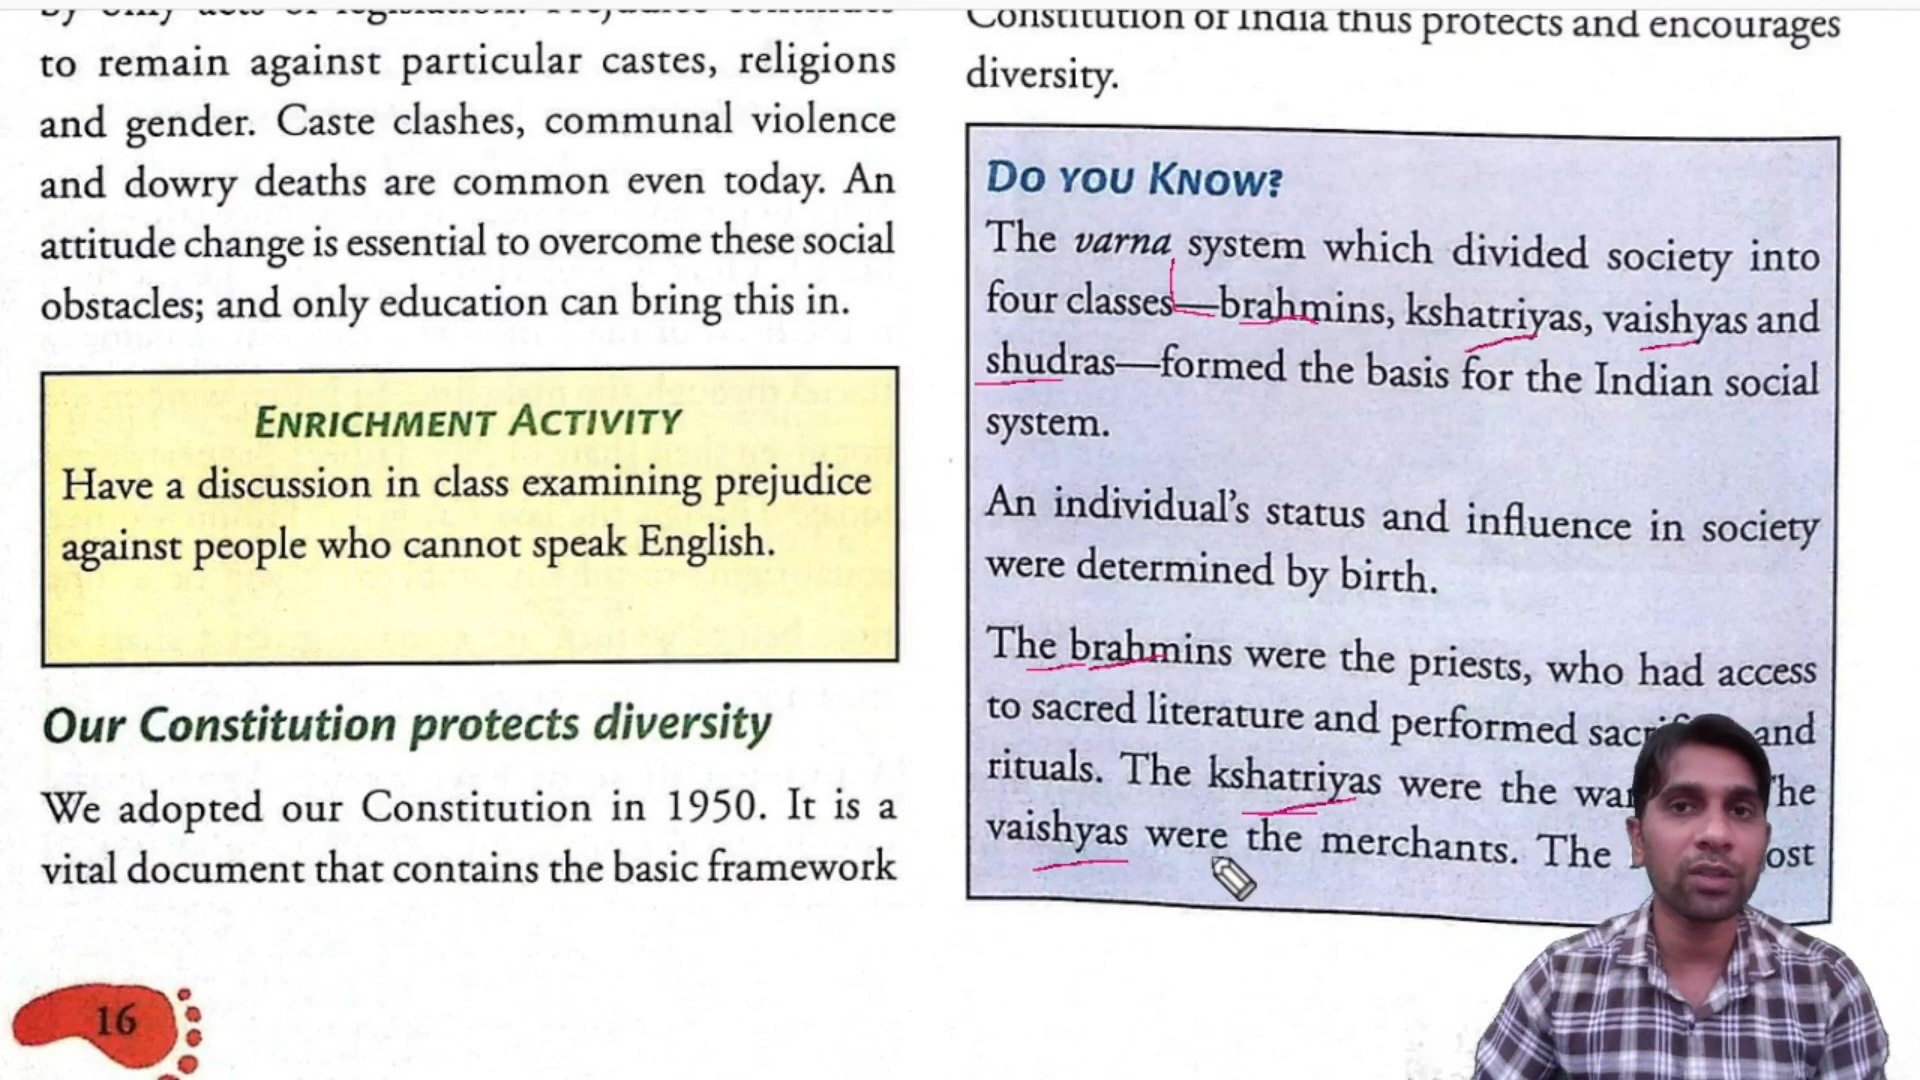 to remain against particular castes, religions
and gender. Caste clashes, communal violence
and dowry deaths are common even today. An
attitude change is essential to overcome these social
obstacles; and only education can bring this in.
ENRICHMENT ACTIVITY
Have a discussion in class examining prejudice
against people who cannot speak English.
Our Constitution protects diversity
We adopted our Constitution in 1950. It is a
vital document that contains the basic framework
16
Constitution of India thus protects and encourages
diversity.
DO YOU KNOW?
The varna system which divided society into
four classes—brahmins, kshatriyas, vaishyas and
shudras—formed the basis for the Indian social
system.
An individual's status and influence in society
were determined by birth.
The brahmins were the priests, who had access
to sacred literature and performed and
rituals. The kshatriyas were the The
vaishyas were the merchants. The